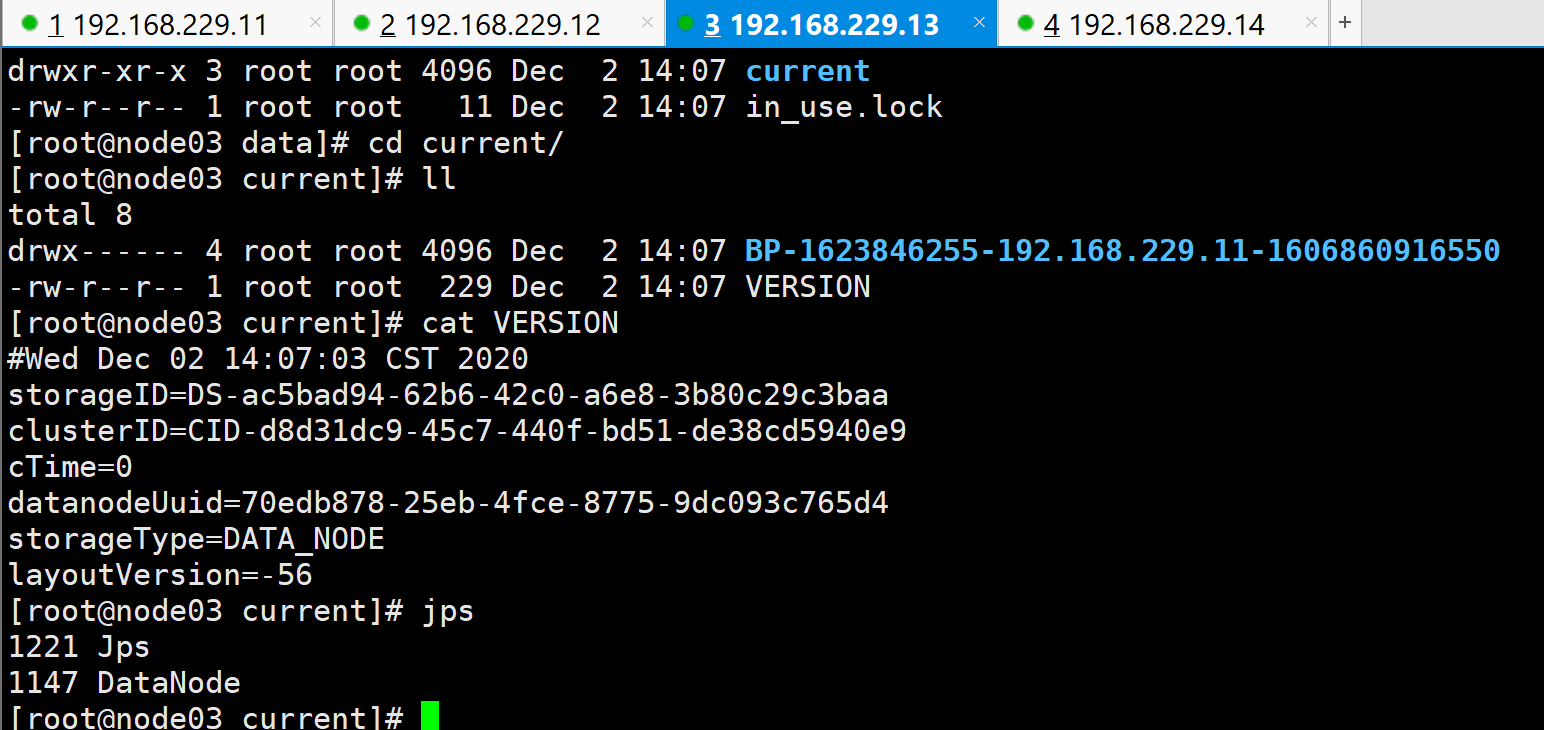 1 192.168.229.11 × 2 192.168.229.12 × 3 192.168.229.13 × 4 192.168.229.14 × +
drwxr-xr-x 3 root root 4096 Dec  2 14:07 current
-rw-r--r-- 1 root root   11 Dec  2 14:07 in_use.lock
[root@node03 data]# cd current/
[root@node03 current]# ll
total 8
drwx------ 4 root root 4096 Dec  2 14:07 BP-1623846255-192.168.229.11-1606860916550
-rw-r--r-- 1 root root  229 Dec  2 14:07 VERSION
[root@node03 current]# cat VERSION
#Wed Dec 02 14:07:03 CST 2020
storageID=DS-ac5bad94-62b6-42c0-a6e8-3b80c29c3baa
clusterID=CID-d8d31dc9-45c7-440f-bd51-de38cd5940e9
cTime=0
datanodeUuid=70edb878-25eb-4fce-8775-9dc093c765d4
storageType=DATA_NODE
layoutVersion=-56
[root@node03 current]# jps
1221 Jps
1147 DataNode
[root@node03 current]#